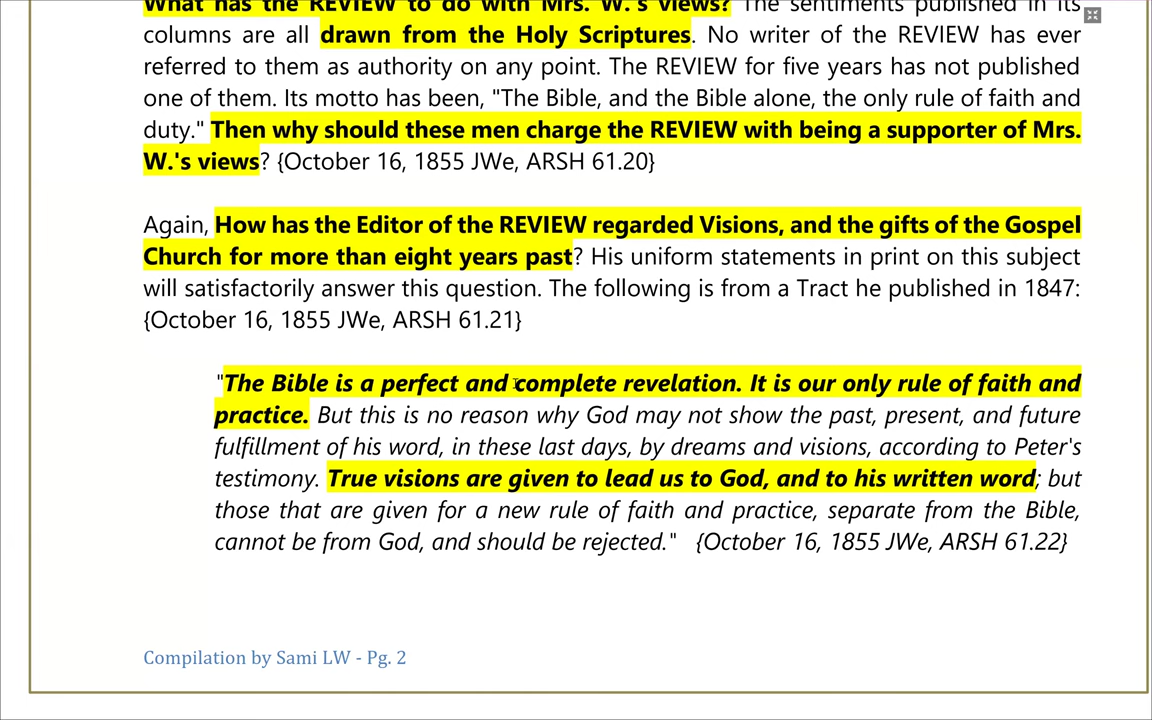 What has the REVIEW to do with Mrs. W.'s views? The sentiments published in its
columns are all drawn from the Holy Scriptures. No writer of the REVIEW has ever
referred to them as authority on any point. The REVIEW for five years has not published
one of them. Its motto has been, "The Bible, and the Bible alone, the only rule of faith and
duty." Then why should these men charge the REVIEW with being a supporter of Mrs.
W.'s views? {October 16, 1855 JWe, ARSH 61.20}
Again, How has the Editor of the REVIEW regarded Visions, and the gifts of the Gospel
Church for more than eight years past? His uniform statements in print on this subject
will satisfactorily answer this question. The following is from a Tract he published in 1847:
{October 16, 1855 JWe, ARSH 61.21}
"The Bible is a perfect and complete revelation. It is our only rule of faith and
practice. But this is no reason why God may not show the past, present, and future
fulfillment of his word, in these last days, by dreams and visions, according to Peter's
testimony. True visions are given to lead us to God, and to his written word; but
those that are given for a new rule of faith and practice, separate from the Bible,
cannot be from God, and should be rejected." {October 16, 1855 JWe, ARSH 61.22}
Compilation by Sami LW - Pg. 2